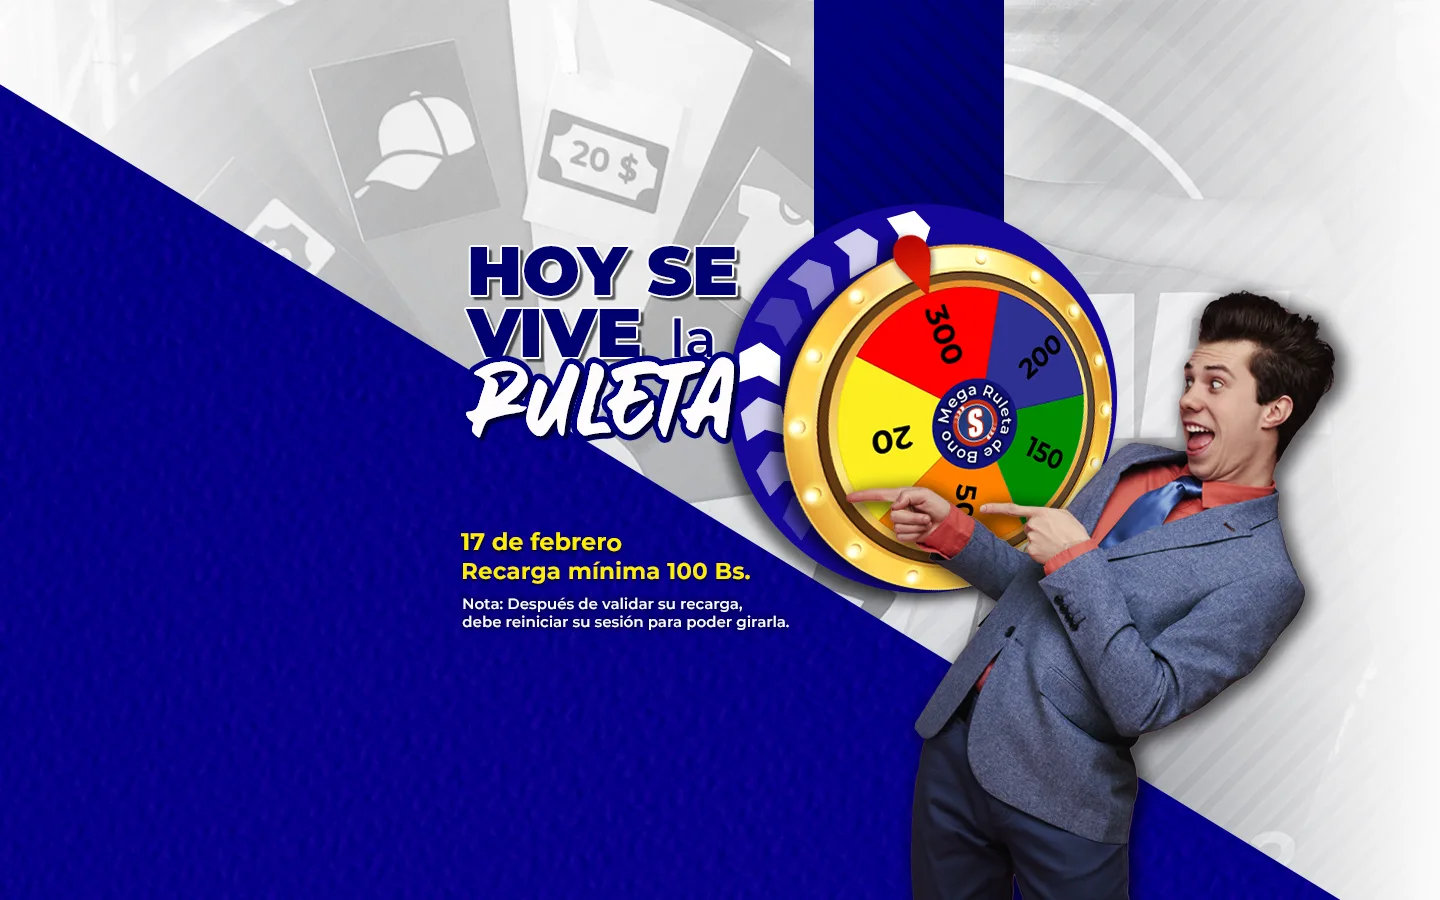 20 $
HOY SE
VIVE la
RULETA
300
200
150
50
20
Mega Ruleta de Bono
S
17 de febrero
Recarga mínima 100 Bs.
Nota: Después de validar su recarga,
debe reiniciar su sesión para poder girarla.